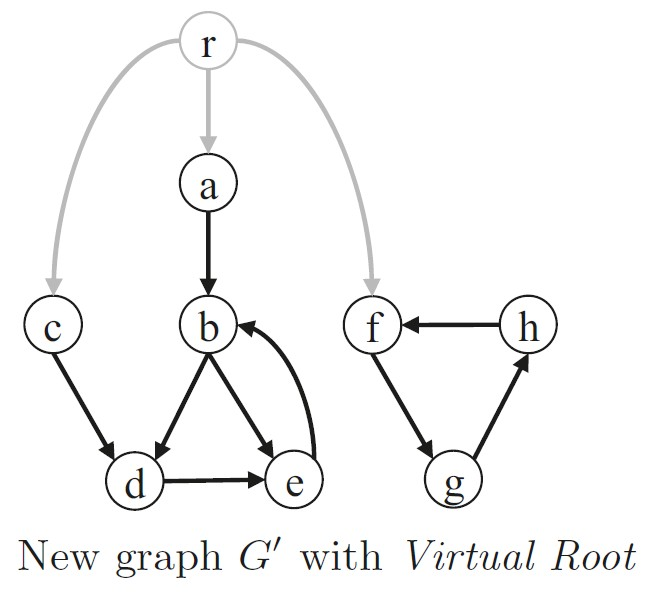 r
a
c b f h
d e g
New graph G′ with Virtual Root